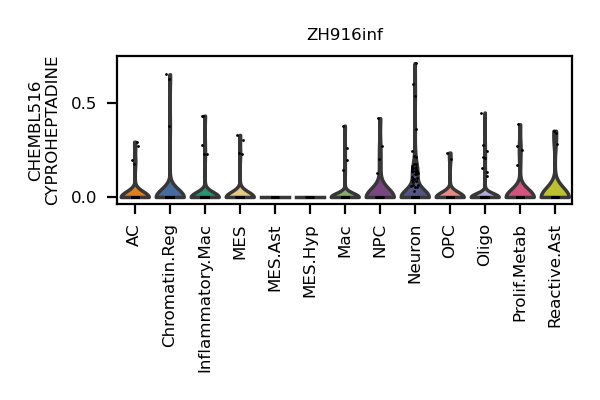 ZH916inf
CHEMBL516
CYPROHEPTADINE
0.5
0.0
AC
Chromatin.Reg
Inflammatory.Mac
MES
MES.Ast
MES.Hyp
Mac
NPC
Neuron
OPC
Oligo
Prolif.Metab
Reactive.Ast